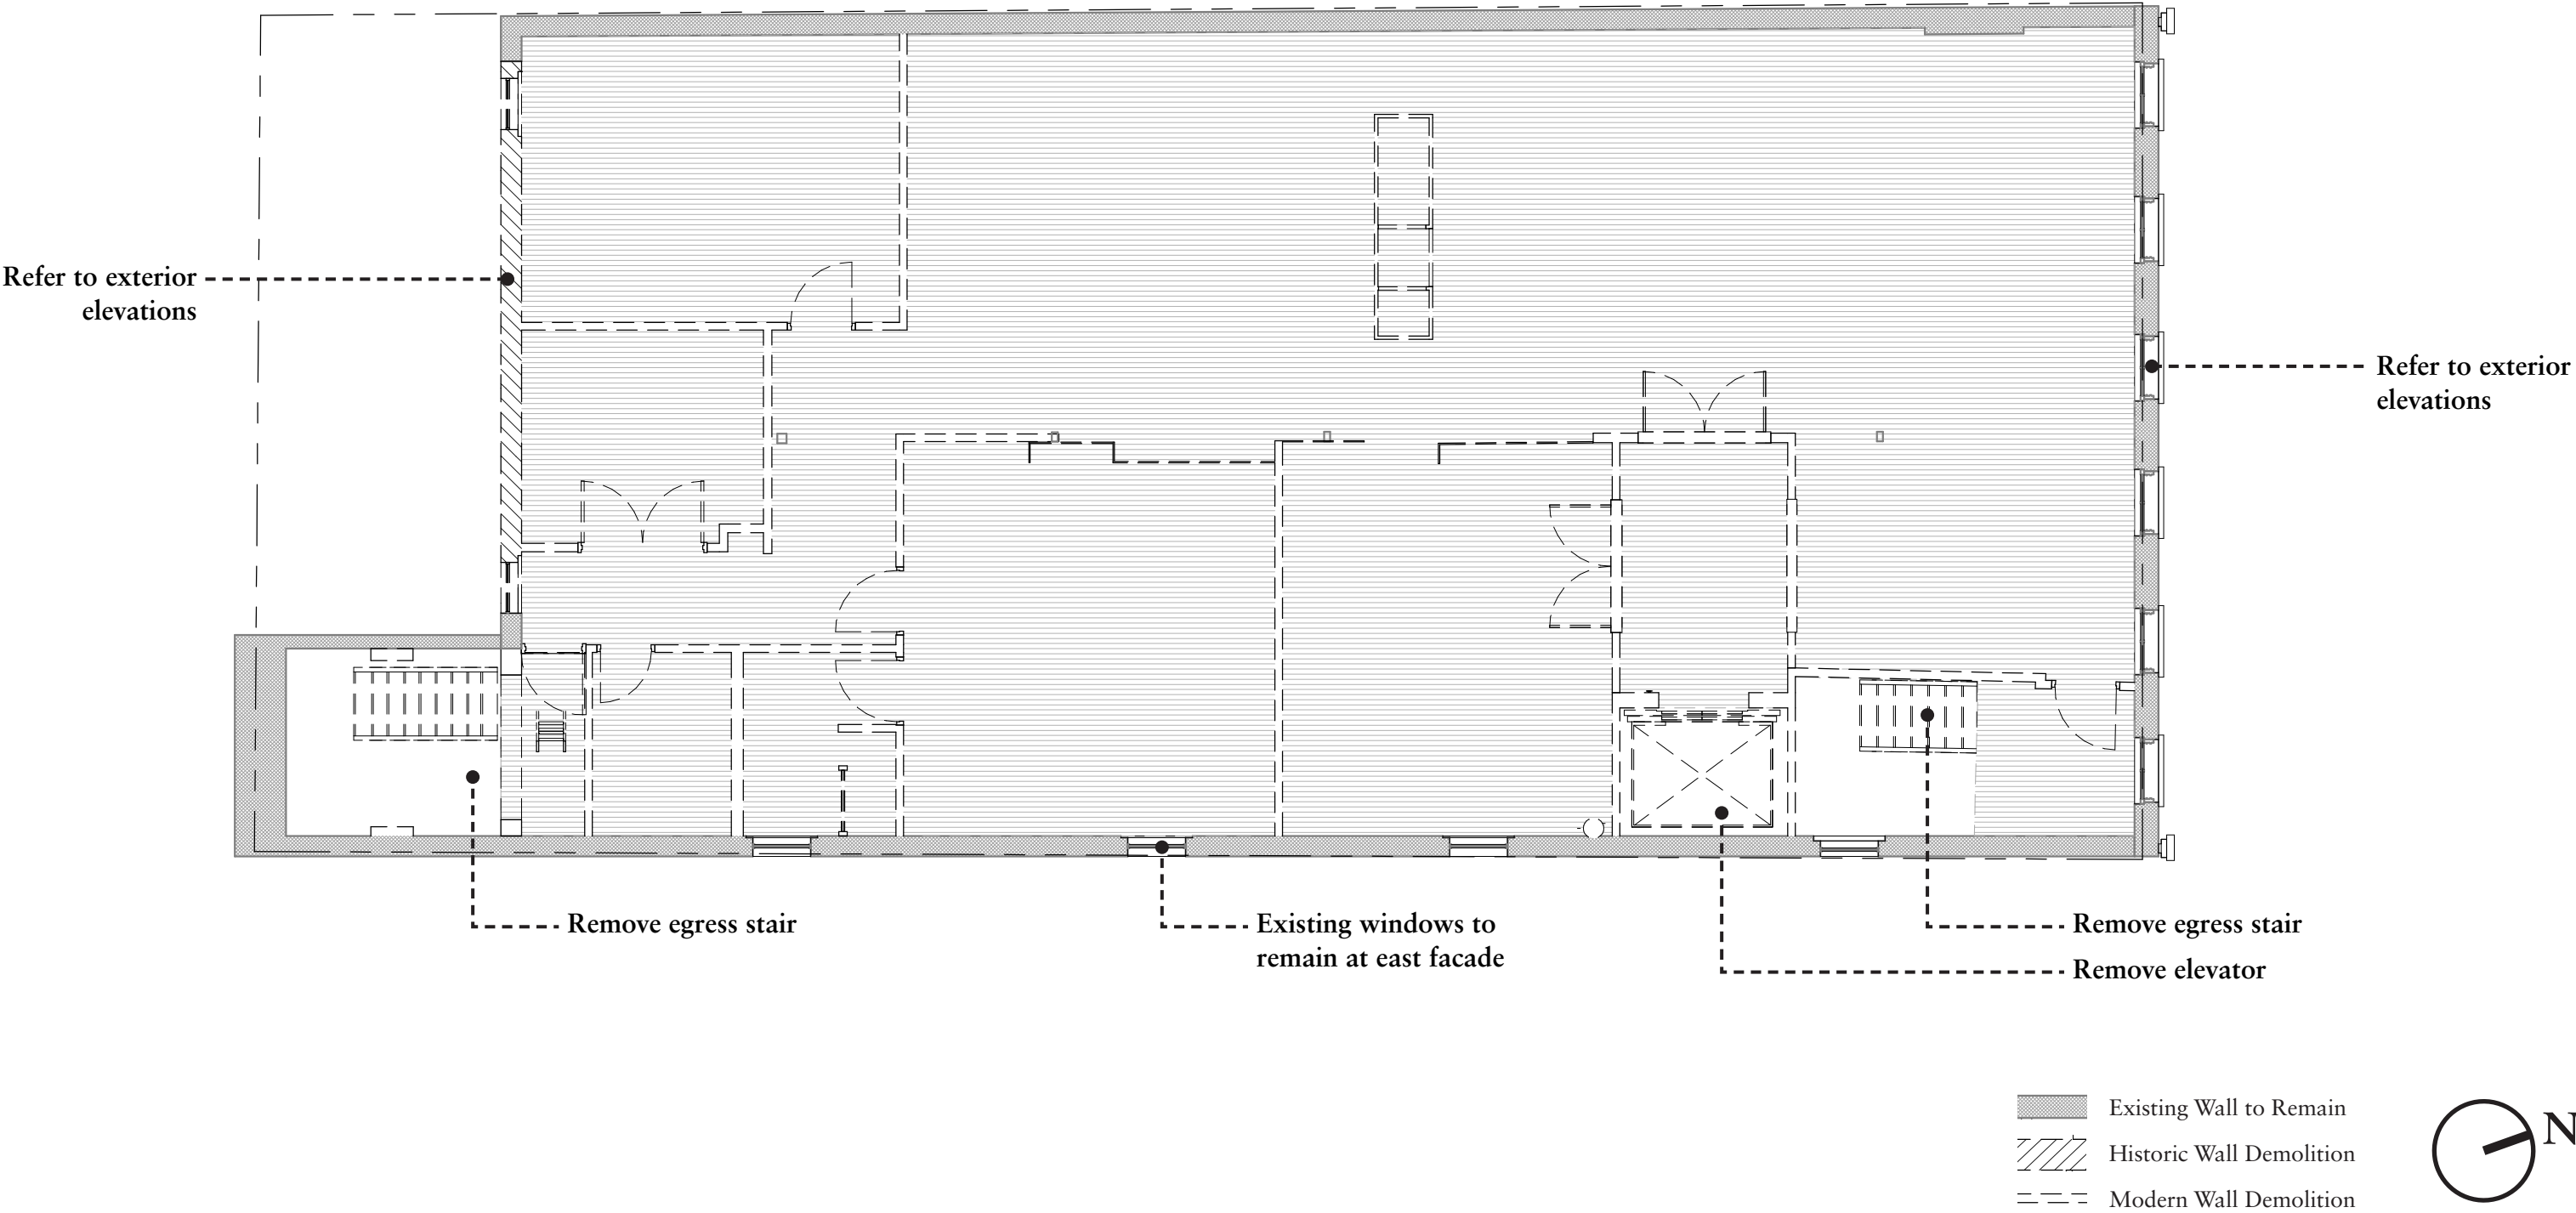 Refer to exterior
elevations
Refer to exterior
elevations
Remove egress stair
Existing windows to
remain at east facade
Remove egress stair
Remove elevator
Existing Wall to Remain
Historic Wall Demolition
Modern Wall Demolition
N